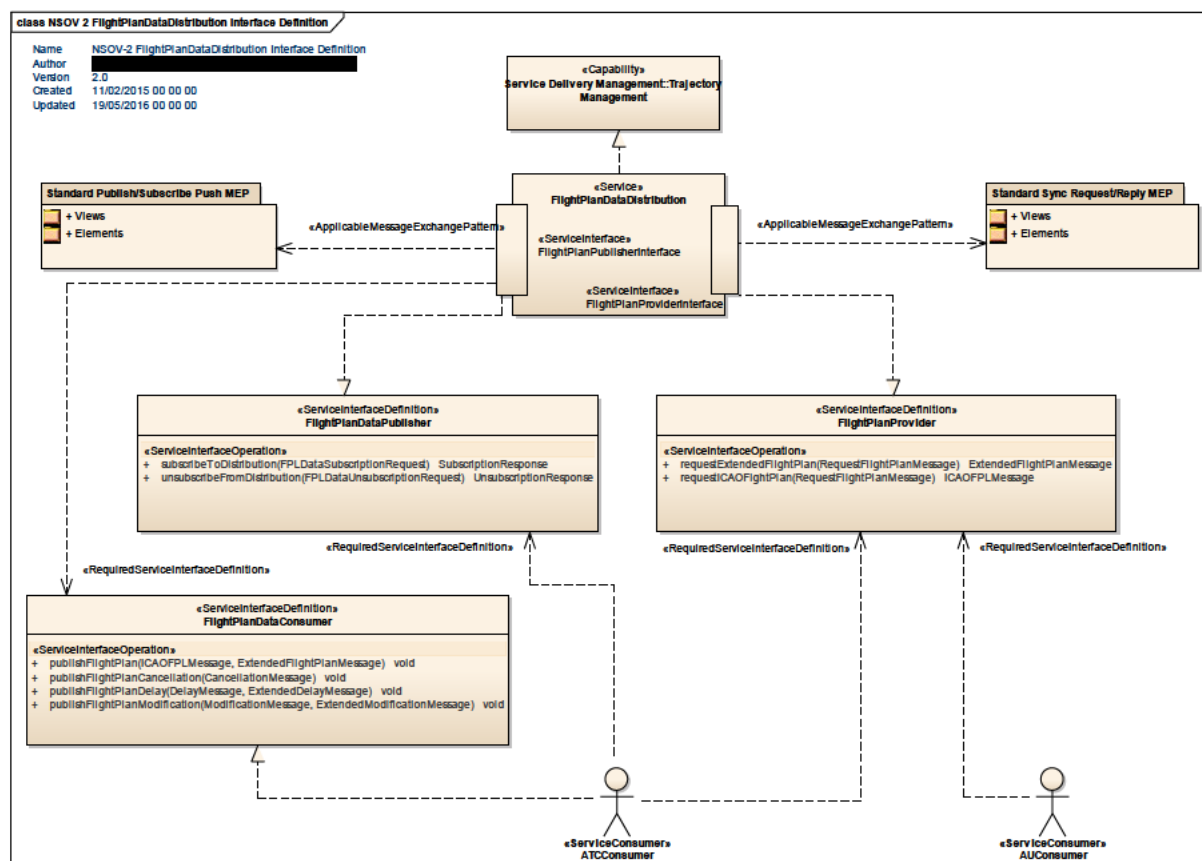 class NSOV 2 FlightPlanDataDistribution Interface Definition
Name NSOV-2 FlightPlanDataDistribution Interface Definition
Author
Version 2.0
Created 11/02/2015 00 00 00
Updated 19/05/2016 00 00 00
«Capability»
Service Delivery Management::Trajectory
Management
Standard Publish/Subscribe Push MEP
+ Views
+ Elements
«ApplicableMessageExchangePattern»
«Service»
FlightPlanDataDistribution
«ServiceInterface»
FlightPlanPublisherInterface
«ServiceInterface»
FlightPlanProviderInterface
«ApplicableMessageExchangePattern»
Standard Sync Request/Reply MEP
+ Views
+ Elements
«ServiceInterfaceDefinition»
FlightPlanDataPublisher
«ServiceInterfaceOperation»
+ subscribeToDistribution(FPLDataSubscriptionRequest) SubscriptionResponse
+ unsubscribeFromDistribution(FPLDataUnsubscriptionRequest) UnsubscriptionResponse
«ServiceInterfaceDefinition»
FlightPlanProvider
«ServiceInterfaceOperation»
+ requestExtendedFlightPlan(RequestFlightPlanMessage) ExtendedFlightPlanMessage
+ requestICAOFlghtPlan(RequestFlightPlanMessage) ICAOFPLMessage
«RequiredServiceInterfaceDefinition»
«RequiredServiceInterfaceDefinition»
«RequiredServiceInterfaceDefinition»
«RequiredServiceInterfaceDefinition»
«ServiceInterfaceDefinition»
FlightPlanDataConsumer
«ServiceInterfaceOperation»
+ publishFlightPlan(ICAOFPLMessage, ExtendedFlightPlanMessage) void
+ publishFlightPlanCancellation(CancellationMessage) void
+ publishFlightPlanDelay(DelayMessage, ExtendedDelayMessage) void
+ publishFlightPlanModification(ModificationMessage, ExtendedModificationMessage) void
«ServiceConsumer»
ATCConsumer
«ServiceConsumer»
AUConsumer